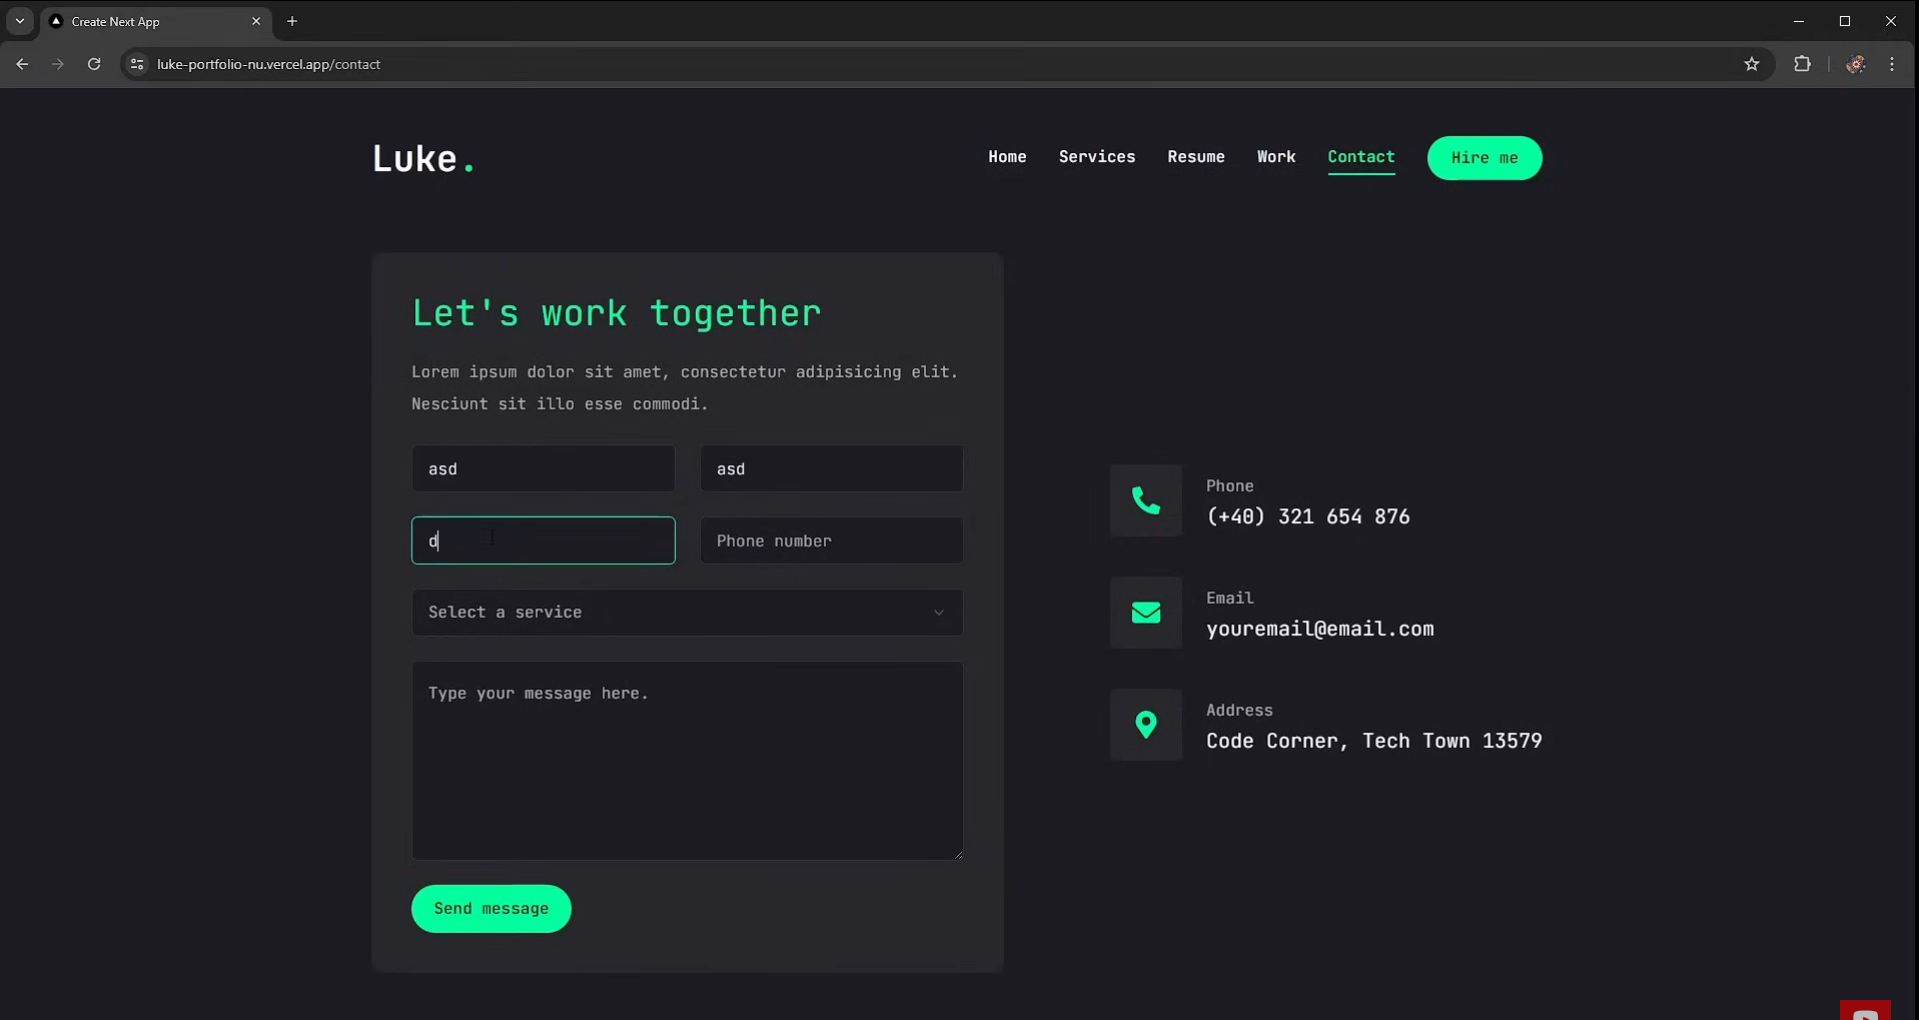 Create Next App
luke-portfolio-nu.vercel.app/contact
Luke.
Home Services Resume Work Contact Hire me
Let's work together
Lorem ipsum dolor sit amet, consectetur adipisicing elit.
Nesciunt sit illo esse commodi.
asd asd
d Phone number
Select a service
Type your message here.
Send message
Phone
(+40) 321 654 876
Email
youremail@email.com
Address
Code Corner, Tech Town 13579